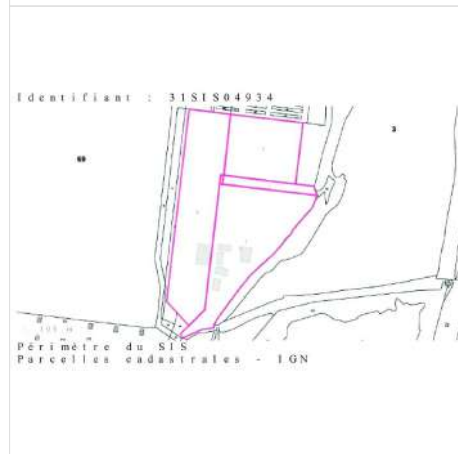 Identifiant : 31SIS04934
3
69
Périmètre du SIS
Parcelles cadastrales - IGN